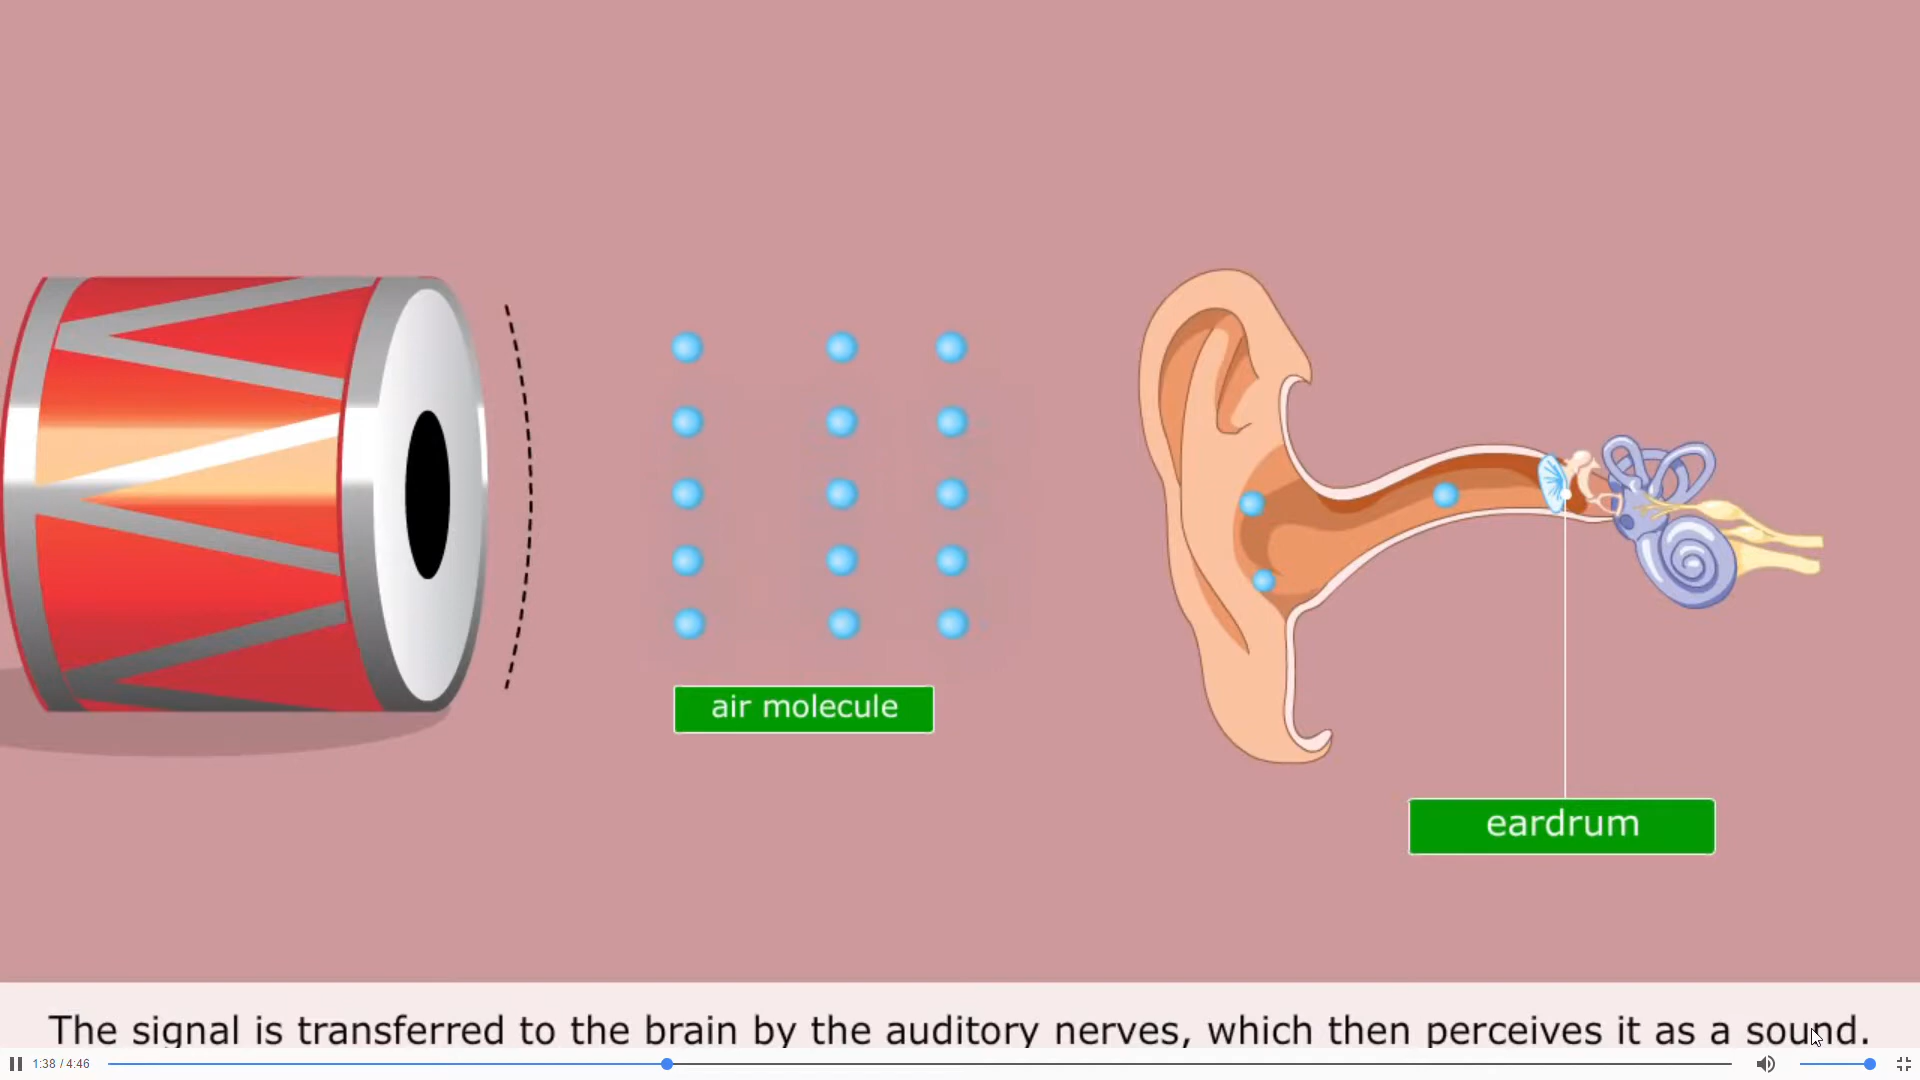 air molecule
eardrum
The signal is transferred to the brain by the auditory nerves, which then perceives it as a sound.
1:38 / 4:46